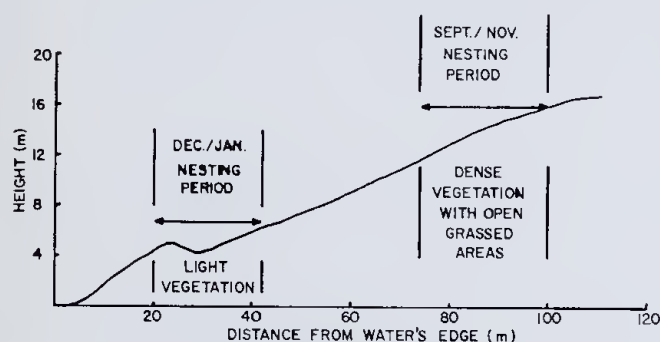 SEPT./ NOV.
NESTING
PERIOD
20
16
12
8
4
HEIGHT (m)
DEC./JAN.
NESTING
PERIOD
LIGHT
VEGETATION
DENSE
VEGETATION
WITH OPEN
GRASSED
AREAS
20
40
60
80
100
120
DISTANCE FROM WATER'S EDGE (m)